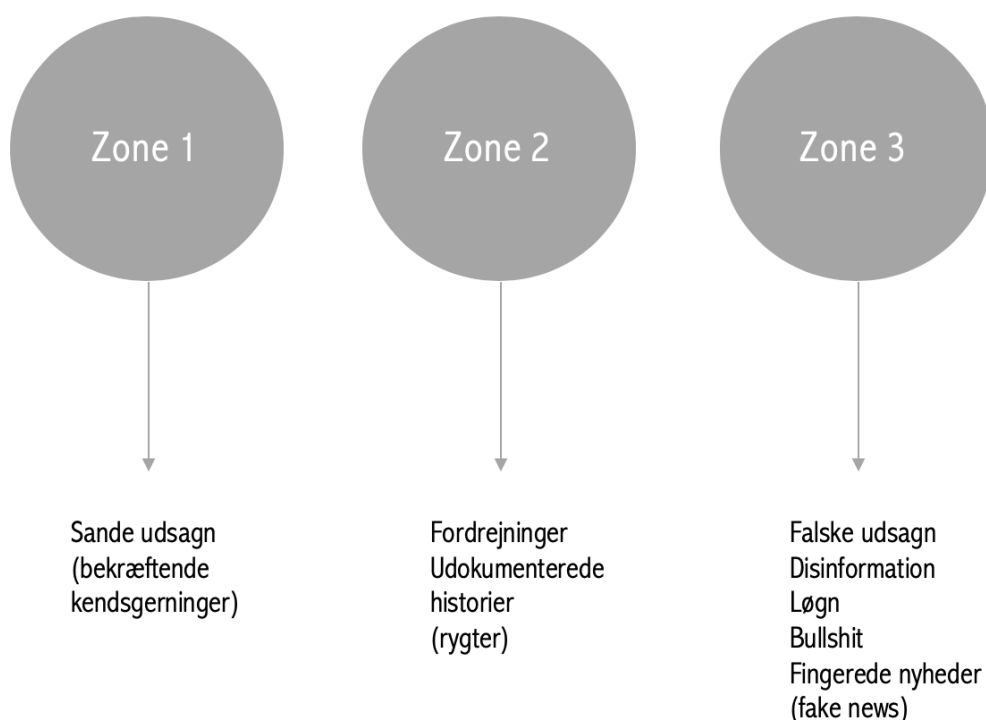 Zone 1
Zone 2
Zone 3
Sande udsagn
(bekræftende
kendsgerninger)
Fordrejninger
Udokumenterede
historier
(rygter)
Falske udsagn
Disinformation
Løgn
Bullshit
Fingerede nyheder
(fake news)